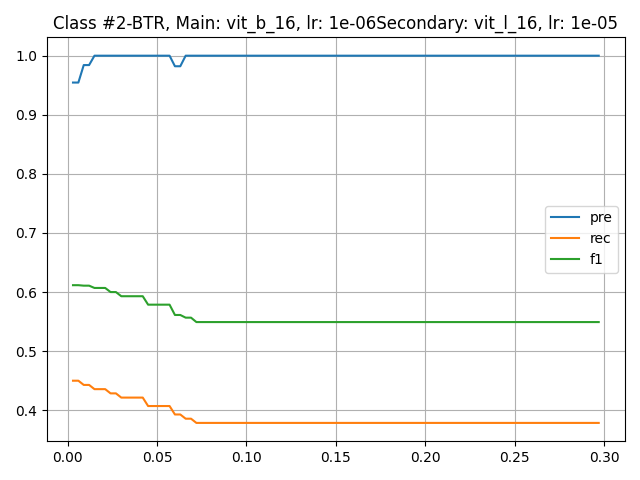 Class #2-BTR, Main: vit_b_16, lr: 1e-06Secondary: vit_l_16, lr: 1e-05
1.0
0.9
0.8
0.7
0.6
0.5
0.4
pre
rec
f1
0.00 0.05 0.10 0.15 0.20 0.25 0.30